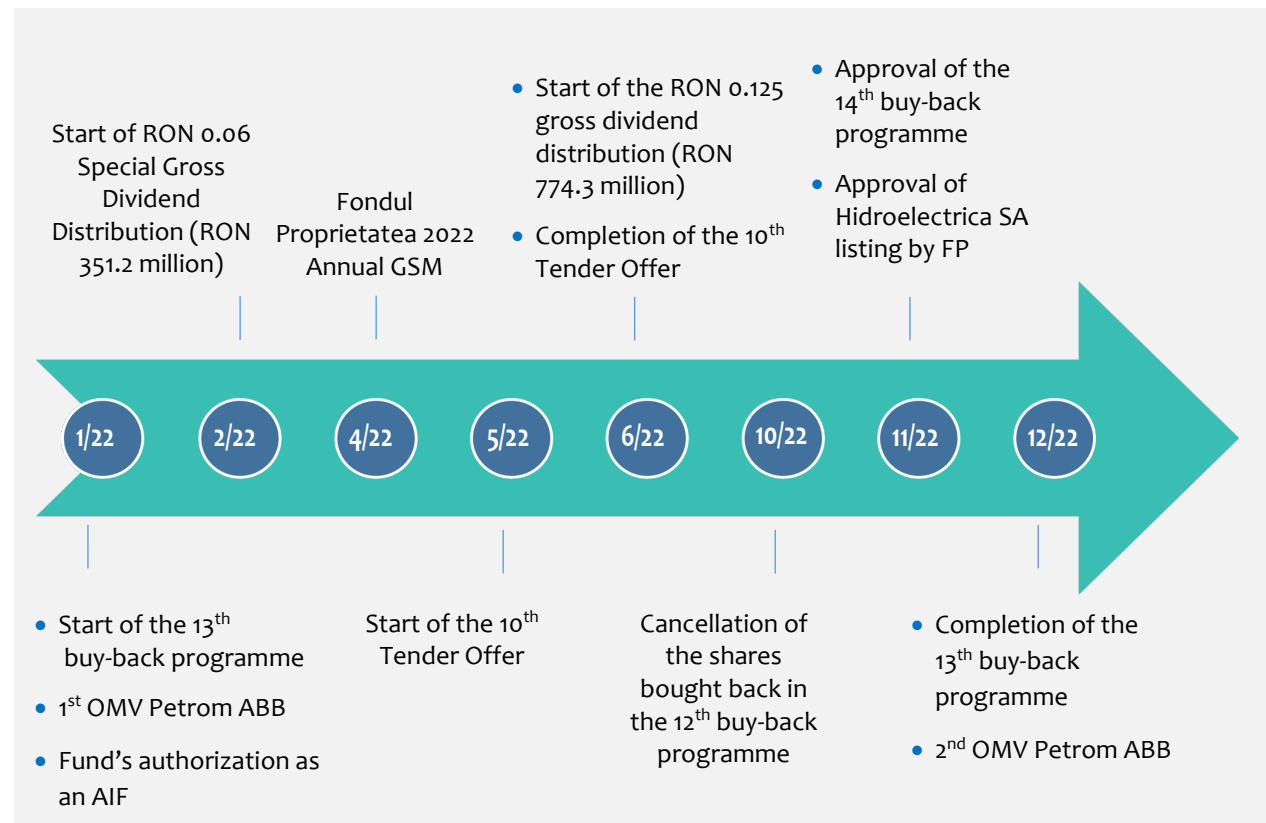 Start of RON 0.06
Special Gross
Dividend
Distribution (RON
351.2 million)
Fondul
Proprietatea 2022
Annual GSM
• Start of the RON 0.125
gross dividend
distribution (RON
774.3 million)
• Completion of the 10th
Tender Offer
• Approval of the
14th buy-back
programme
• Approval of
Hidroelectrica SA
listing by FP
1/22
2/22
4/22
5/22
6/22
10/22
11/22
12/22
• Start of the 13th
buy-back programme
• 1st OMV Petrom ABB
• Fund’s authorization as
an AIF
Start of the 10th
Tender Offer
Cancellation of
the shares
bought back in
the 12th buy-back
programme
• Completion of the
13th buy-back
programme
• 2nd OMV Petrom ABB